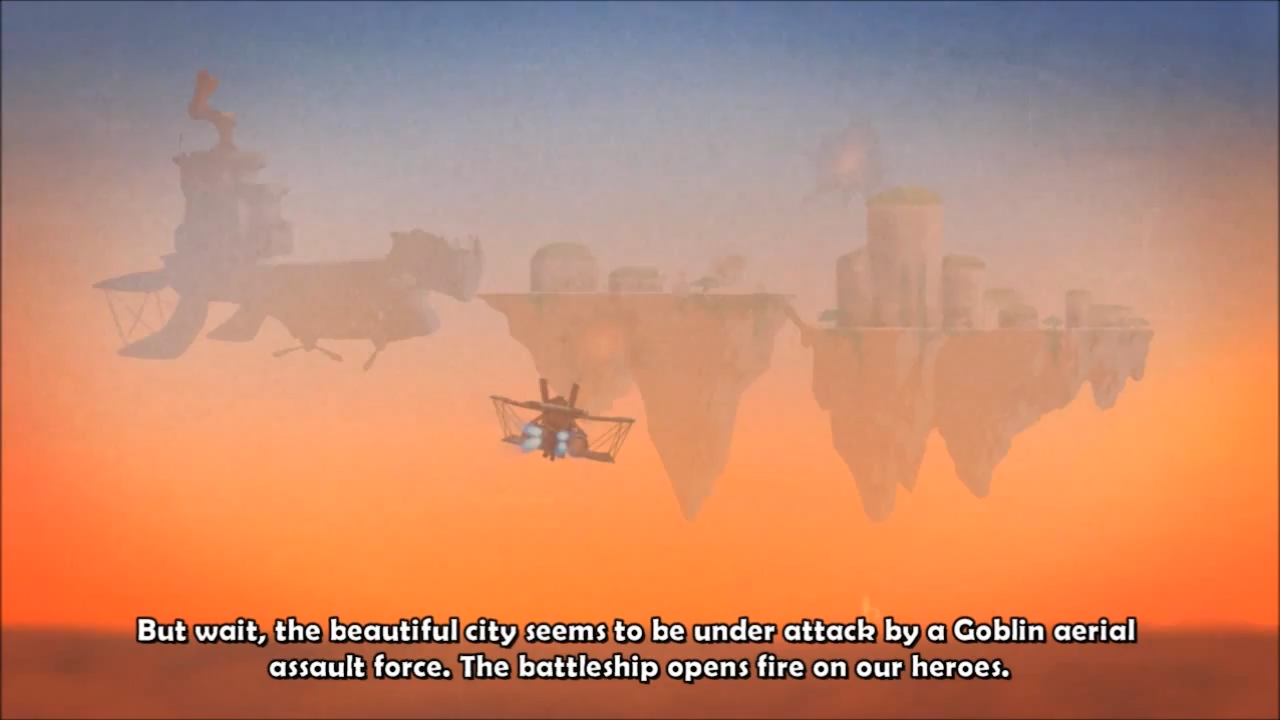 But wait, the beautiful city seems to be under attack by a Goblin aerial
assault force. The battleship opens fire on our heroes.